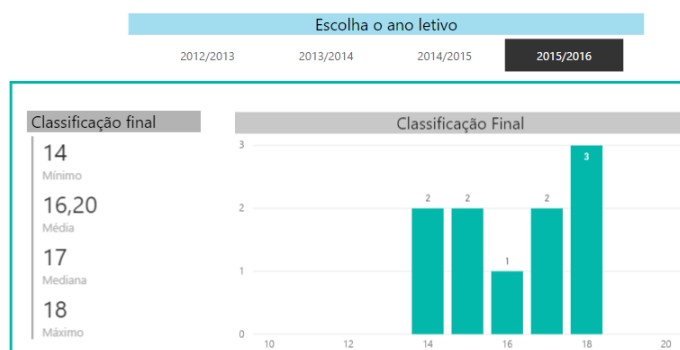 Escolha o ano letivo
2012/2013 2013/2014 2014/2015 2015/2016
Classificação final
14
Mínimo
16,20
Média
17
Mediana
18
Máximo
Classificação Final
3
2
1
0
2 2 1 2 3
10 12 14 16 18 20